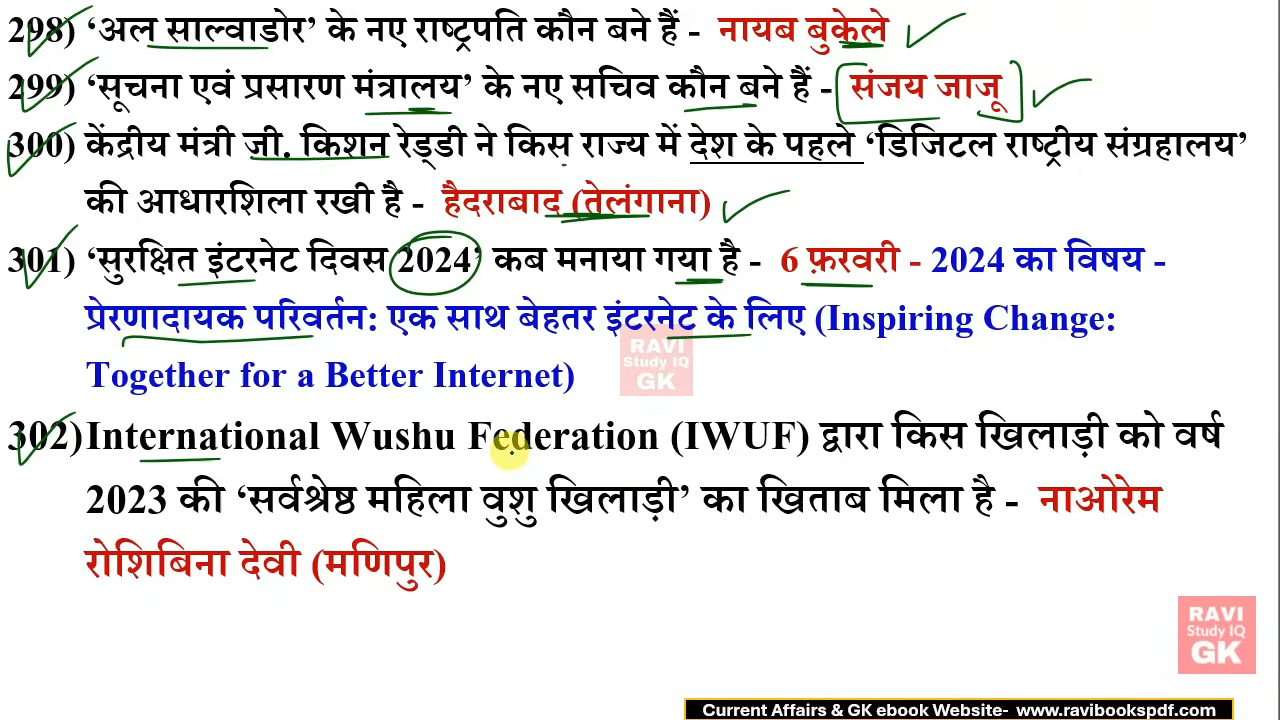 298) ‘अल साल्वाडोर’ के नए राष्ट्रपति कौन बने हैं - नायब बुकेले
299) ‘सूचना एवं प्रसारण मंत्रालय’ के नए सचिव कौन बने हैं - संजय जाजू
300) केंद्रीय मंत्री जी. किशन रेड्डी ने किस राज्य में देश के पहले ‘डिजिटल राष्ट्रीय संग्रहालय’
की आधारशिला रखी है - हैदराबाद (तेलंगाना)
301) ‘सुरक्षित इंटरनेट दिवस 2024’ कब मनाया गया है - 6 फ़रवरी - 2024 का विषय -
प्रेरणादायक परिवर्तन: एक साथ बेहतर इंटरनेट के लिए (Inspiring Change:
Together for a Better Internet)
302) International Wushu Federation (IWUF) द्वारा किस खिलाड़ी को वर्ष
2023 की ‘सर्वश्रेष्ठ महिला वुशु खिलाड़ी’ का खिताब मिला है - नाओरेम
रोशिबिना देवी (मणिपुर)
RAVI
Study IQ
GK
RAVI
Study IQ
GK
Current Affairs & GK ebook Website- www.ravibookspdf.com